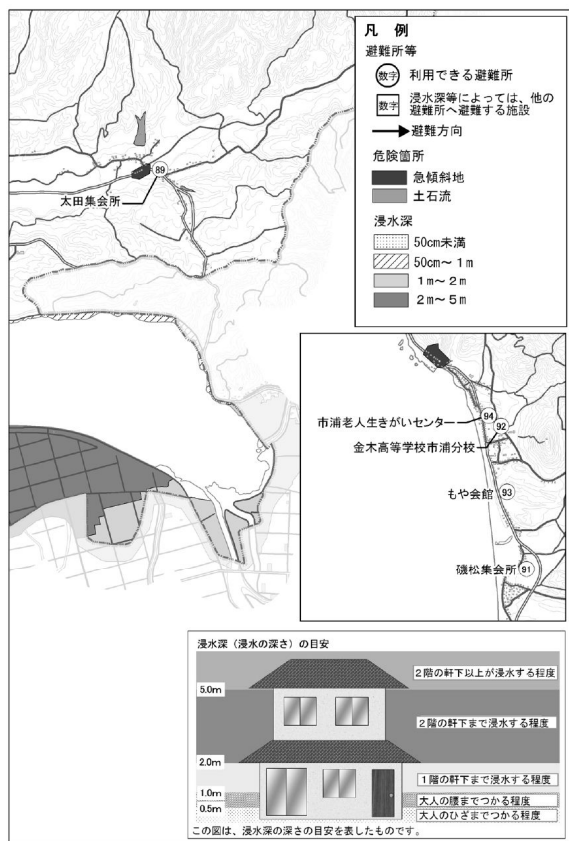 凡　例
避難所等
数字 利用できる避難所
数字 浸水深等によっては、他の
避難所へ避難する施設
避難方向
危険箇所
急傾斜地
土石流
浸水深
50cm未満
50cm～1m
1m～2m
2m～5m
89
太田集会所
94
市浦老人生きがいセンター
92
金木高等学校市浦分校
もや会館 93
磯松集会所 91
浸水深（浸水の深さ）の目安
2階の軒下以上が浸水する程度
5.0m
2階の軒下まで浸水する程度
2.0m
1階の軒下まで浸水する程度
1.0m
大人の腰までつかる程度
0.5m
大人のひざまでつかる程度
この図は、浸水深の深さの目安を表したものです。